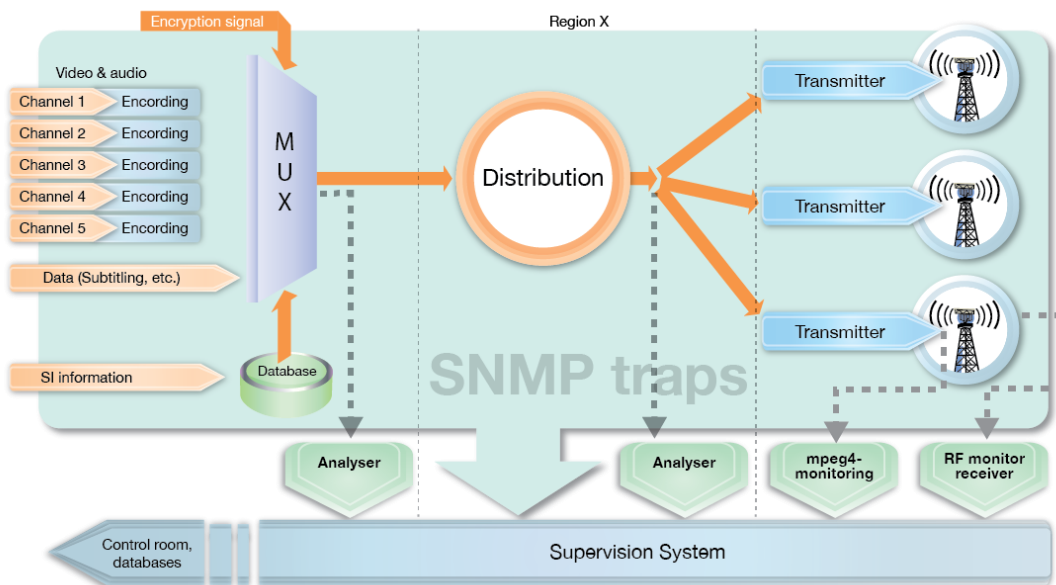 Encryption signal
Region X
Video & audio
Channel 1
Encording
Channel 2
Encording
Channel 3
Encording
Channel 4
Encording
Channel 5
Encording
M
U
X
Distribution
Transmitter
Transmitter
Transmitter
Data (Subtitling, etc.)
SI information
Database
SNMP traps
Analyser
Analyser
mpeg4-
monitoring
RF monitor
receiver
Control room,
databases
Supervision System